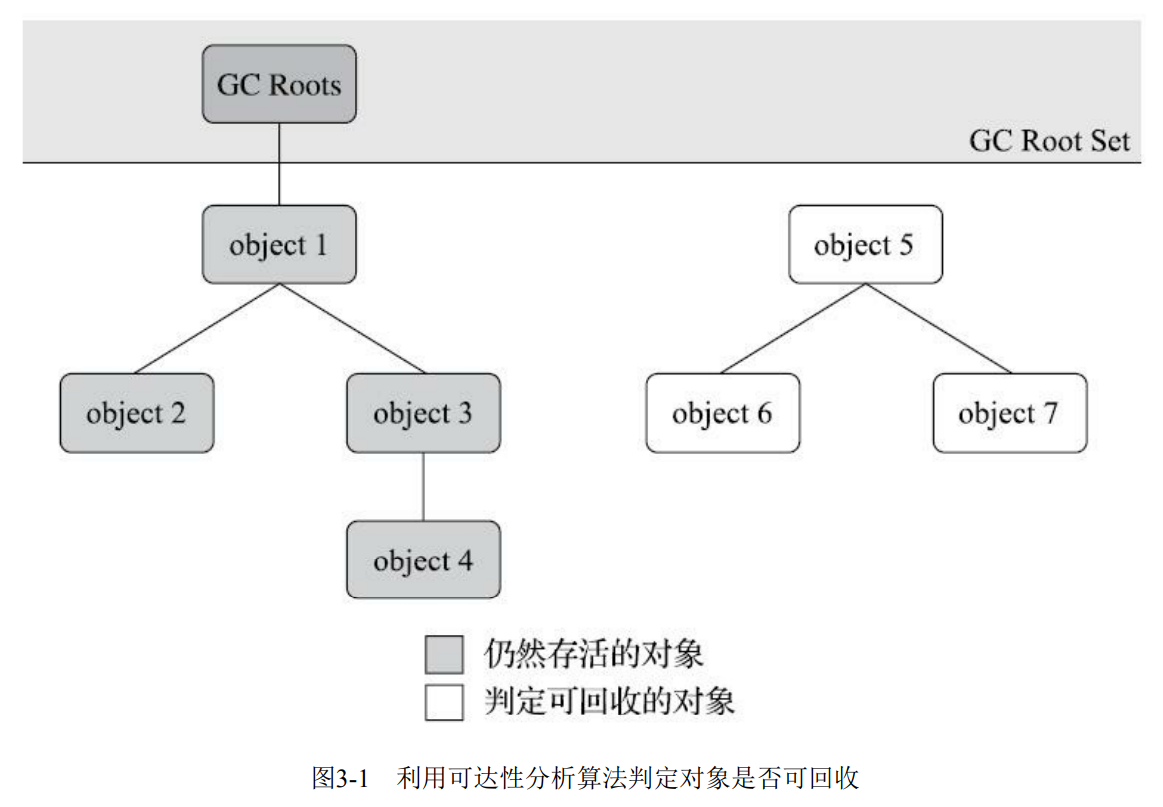 GC Roots
GC Root Set
object 1
object 5
object 2
object 3
object 6
object 7
object 4
仍然存活的对象
判定可回收的对象
图3-1 利用可达性分析算法判定对象是否可回收